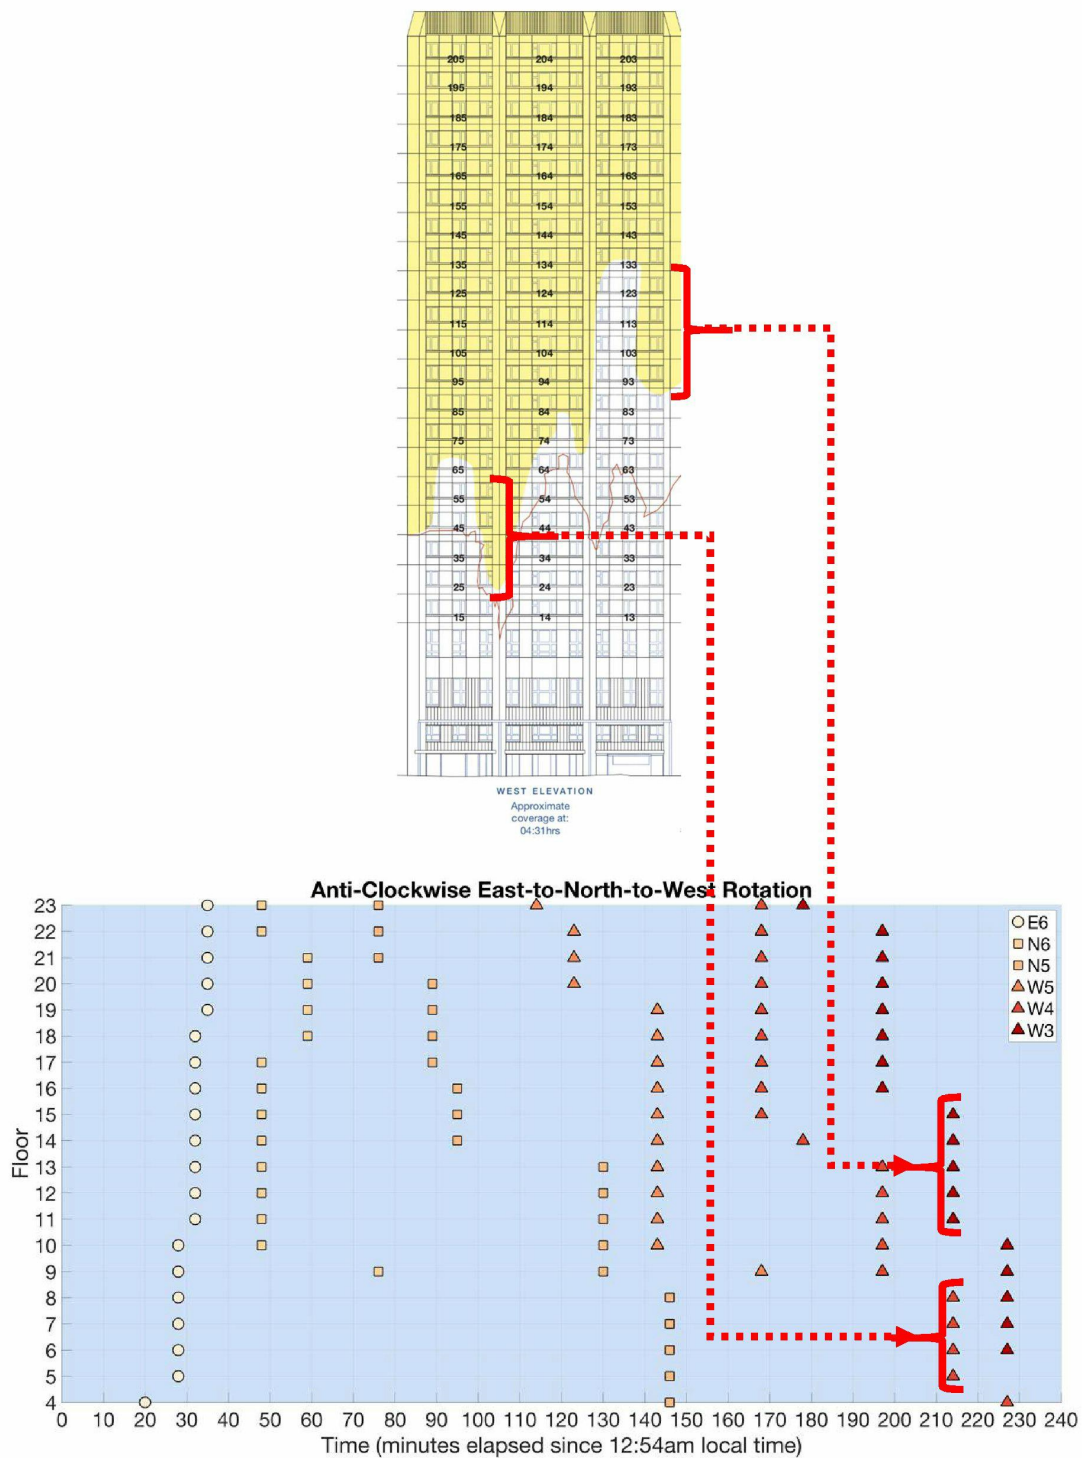 205 204 203
195 194 193
185 184 183
175 174 173
165 164 163
155 154 153
145 144 143
135 134 133
125 124 123
115 114 113
105 104 103
95 94 93
85 84 83
75 74 73
65 64 63
55 54 53
45 44 43
35 34 33
25 24 23
15 14 13
WEST ELEVATION
Approximate
coverage at:
04:31hrs
Anti-Clockwise East-to-North-to-West Rotation
23
22
21
20
19
18
17
16
15
14
13
12
11
10
9
8
7
6
5
4
Floor
E6
N6
N5
W5
W4
W3
0 10 20 30 40 50 60 70 80 90 100 110 120 130 140 150 160 170 180 190 200 210 220 230 240
Time (minutes elapsed since 12:54am local time)